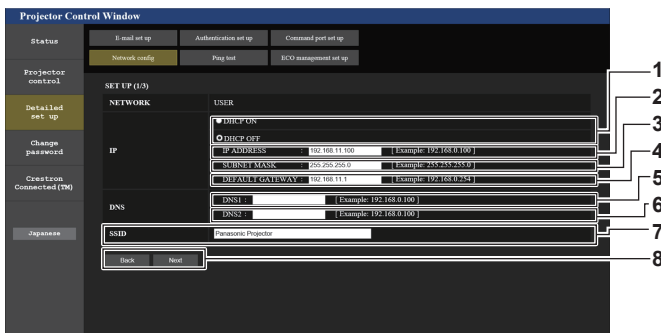 Projector Control Window
Status
Projector
control
Detailed
set up
Change
password
Crestron
Connected(TM)
Japanese
E-mail set up
Authentication set up
Command port set up
Network config
Ping test
ECO management set up
SET UP (1/3)
NETWORK USER
IP
DHCP ON
DHCP OFF
IP ADDRESS : 192.168.11.100 [ Example: 192.168.0.100 ]
SUBNET MASK : 255.255.255.0 [ Example: 255.255.255.0 ]
DEFAULT GATEWAY : 192.168.11.1 [ Example: 192.168.0.254 ]
DNS
DNS1 : [ Example: 192.168.0.100 ]
DNS2 : [ Example: 192.168.0.100 ]
SSID Panasonic Projector
Back Next
1
2
3
4
5
6
7
8